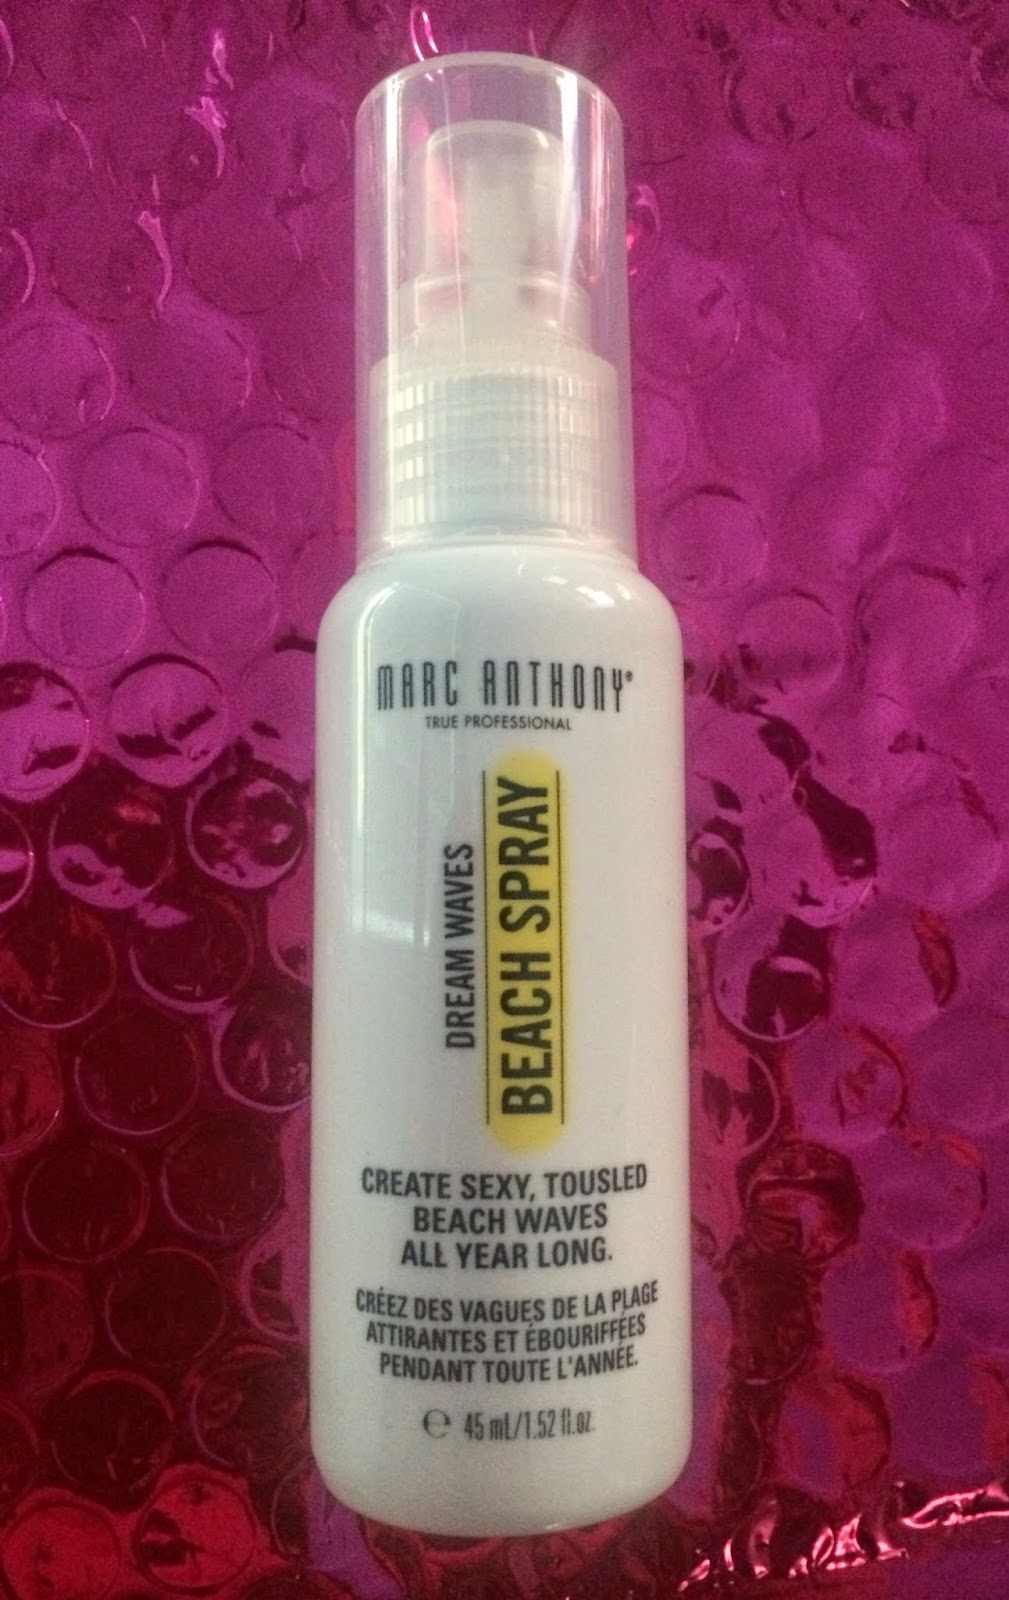 MARC ANTHONY®
TRUE PROFESSIONAL
DREAM WAVES
BEACH SPRAY
CREATE SEXY, TOUSLED
BEACH WAVES
ALL YEAR LONG.
CRÉEZ DES VAGUES DE LA PLAGE
ATTIRANTES ET ÉBOURIFFÉES
PENDANT TOUTE L'ANNÉE.
℮ 45 mL/1.52 fl.oz.